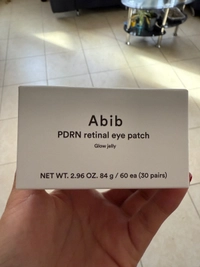 Abib
PDRN retinal eye patch
Glow jelly
NET WT. 2.96 OZ. 84 g / 60 ea (30 pairs)